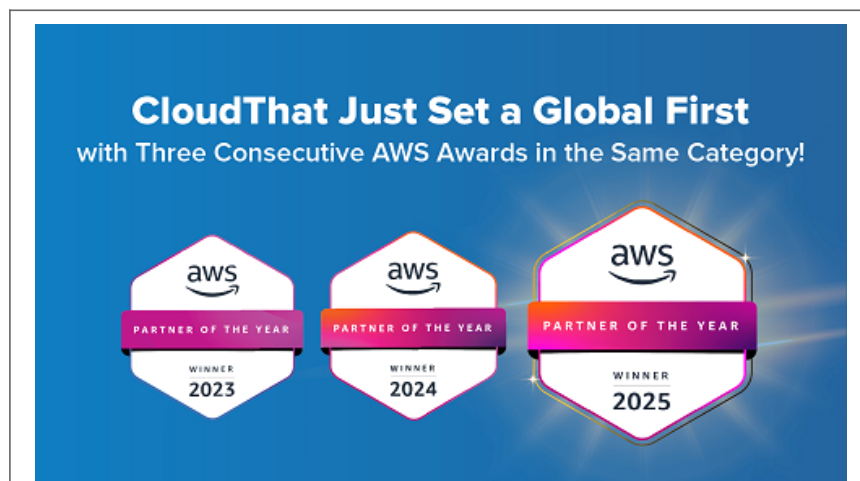 CloudThat Just Set a Global First
with Three Consecutive AWS Awards in the Same Category!
aws
PARTNER OF THE YEAR
WINNER
2023
aws
PARTNER OF THE YEAR
WINNER
2024
aws
PARTNER OF THE YEAR
WINNER
2025